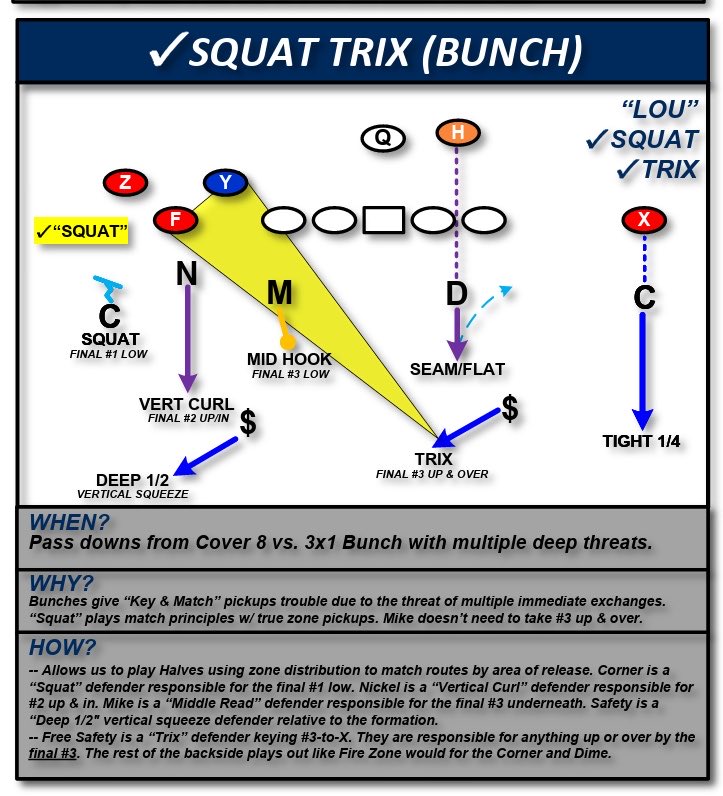 ✓SQUAT TRIX (BUNCH)
“LOU”
✓SQUAT
✓TRIX
Q
H
Z
Y
F
X
✓“SQUAT”
N
M
D
C
C
SQUAT
FINAL #1 LOW
MID HOOK
FINAL #3 LOW
SEAM/FLAT
VERT CURL
FINAL #2 UP/IN
$
$
TIGHT 1/4
TRIX
FINAL #3 UP & OVER
DEEP 1/2
VERTICAL SQUEEZE
WHEN?
Pass downs from Cover 8 vs. 3x1 Bunch with multiple deep threats.
WHY?
Bunches give “Key & Match” pickups trouble due to the threat of multiple immediate exchanges.
“Squat” plays match principles w/ true zone pickups. Mike doesn’t need to take #3 up & over.
HOW?
-- Allows us to play Halves using zone distribution to match routes by area of release. Corner is a
“Squat” defender responsible for the final #1 low. Nickel is a “Vertical Curl” defender responsible for
#2 up & in. Mike is a “Middle Read” defender responsible for the final #3 underneath. Safety is a
“Deep 1/2" vertical squeeze defender relative to the formation.
-- Free Safety is a “Trix” defender keying #3-to-X. They are responsible for anything up or over by the
final #3. The rest of the backside plays out like Fire Zone would for the Corner and Dime.